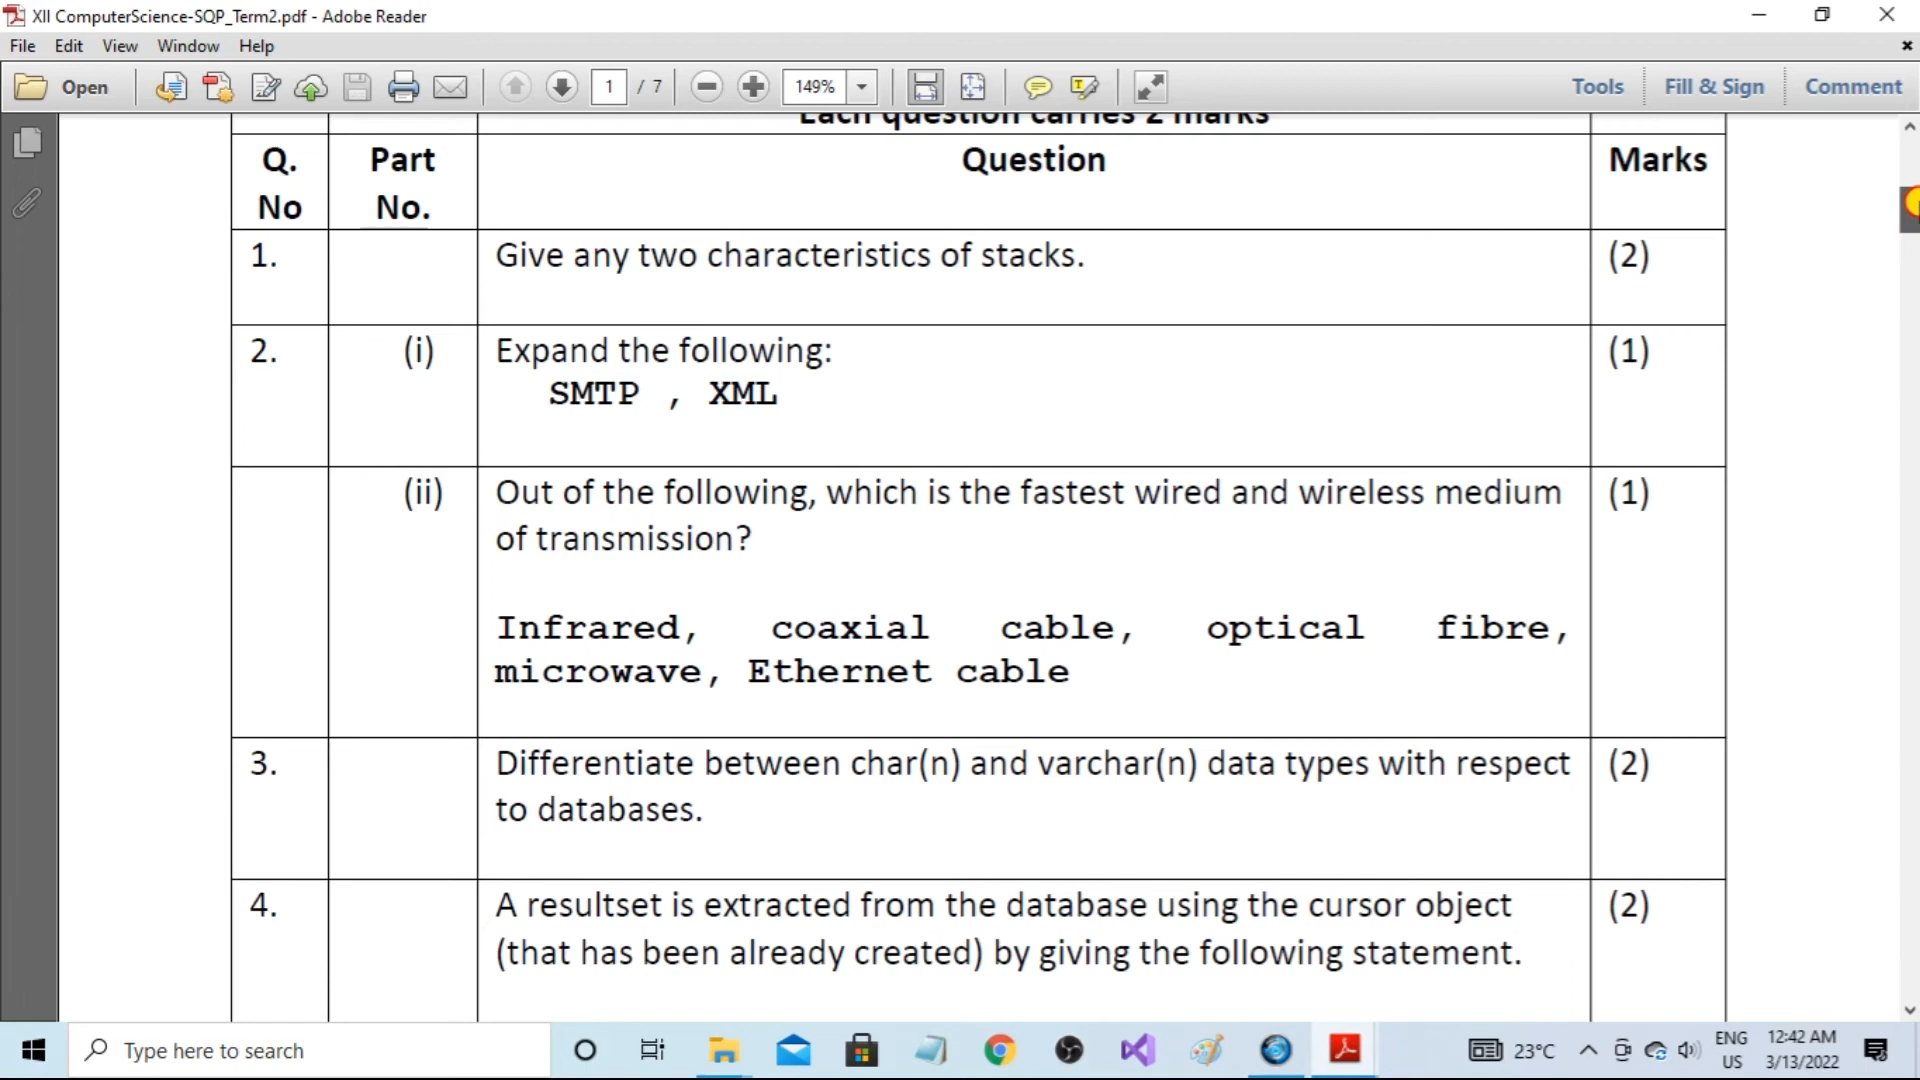 XII ComputerScience-SQP_Term2.pdf - Adobe Reader
File Edit View Window Help
Open 1 / 7 149% Tools Fill & Sign Comment
Each question carries 2 marks
Q. No Part No. Question Marks
1. Give any two characteristics of stacks. (2)
2. (i) Expand the following: (1)
SMTP , XML
(ii) Out of the following, which is the fastest wired and wireless medium (1)
of transmission?
Infrared, coaxial cable, optical fibre,
microwave, Ethernet cable
3. Differentiate between char(n) and varchar(n) data types with respect (2)
to databases.
4. A resultset is extracted from the database using the cursor object (2)
(that has been already created) by giving the following statement.
Type here to search 23°C ENG US 12:42 AM 3/13/2022